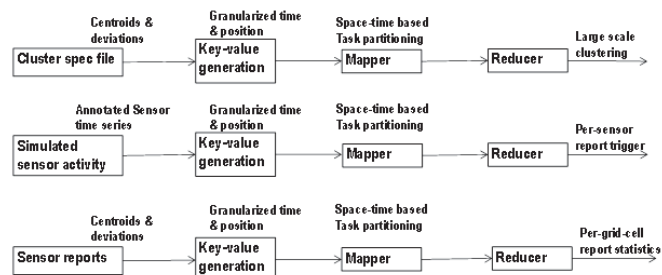 Centroids &
deviations
Granularized time
& position
Space-time based
Task partitioning
Large scale
clustering
Cluster spec file
Key-value
generation
Mapper
Reducer
Annotated Sensor
time series
Granularized time
& position
Space-time based
Task partitioning
Per-sensor
report trigger
Simulated
sensor activity
Key-value
generation
Mapper
Reducer
Centroids &
deviations
Granularized time
& position
Space-time based
Task partitioning
Per-grid-cell
report statistics
Sensor reports
Key-value
generation
Mapper
Reducer